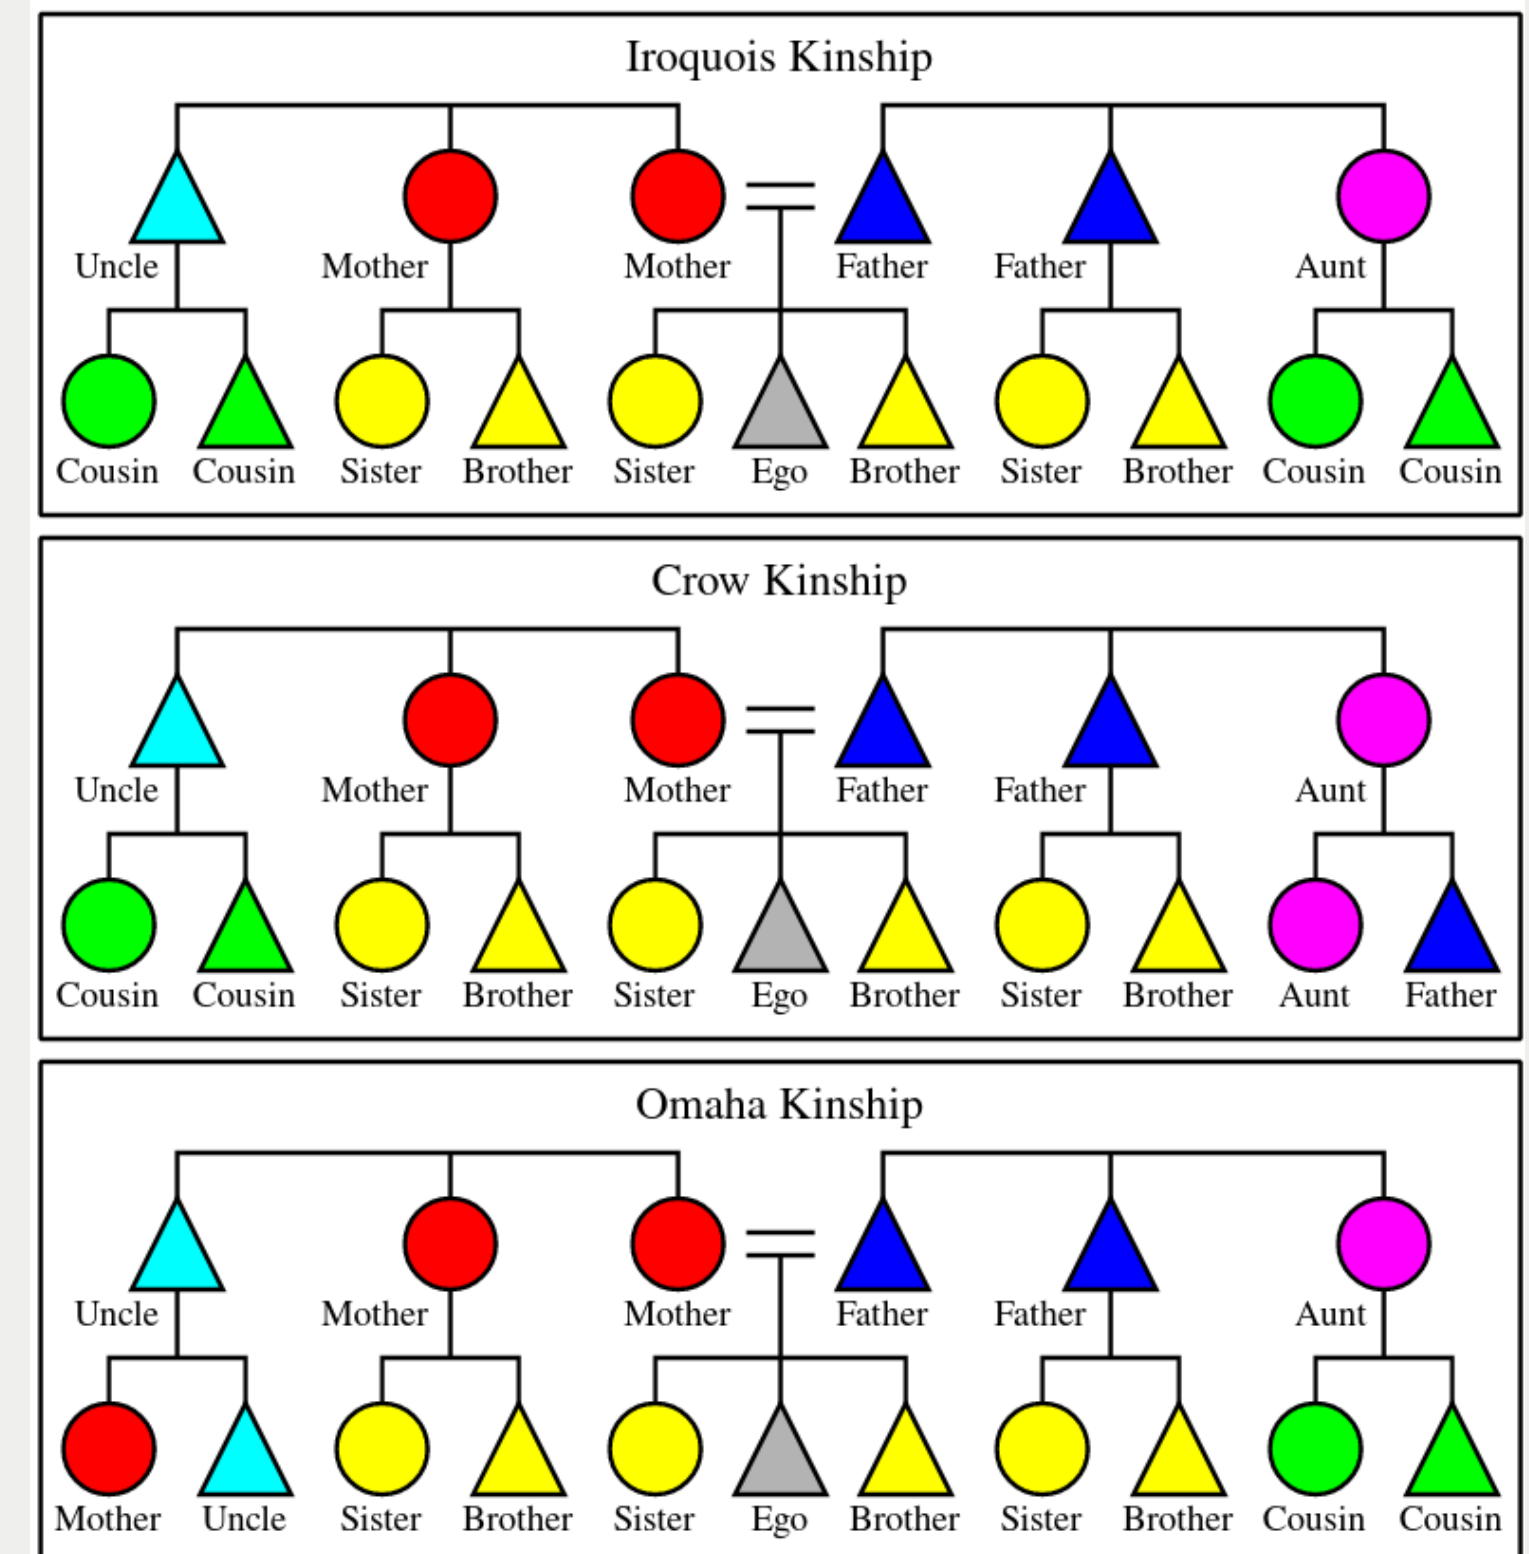 Iroquois Kinship
Uncle Mother Mother Father Father Aunt
Cousin Cousin Sister Brother Sister Ego Brother Sister Brother Cousin Cousin
Crow Kinship
Uncle Mother Mother Father Father Aunt
Cousin Cousin Sister Brother Sister Ego Brother Sister Brother Aunt Father
Omaha Kinship
Uncle Mother Mother Father Father Aunt
Mother Uncle Sister Brother Sister Ego Brother Sister Brother Cousin Cousin